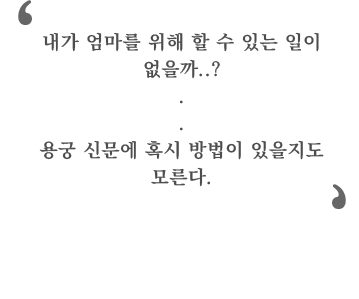 내가 엄마를 위해 할 수 있는 일이
없을까..?
.
.
용궁 신문에 혹시 방법이 있을지도
모른다.